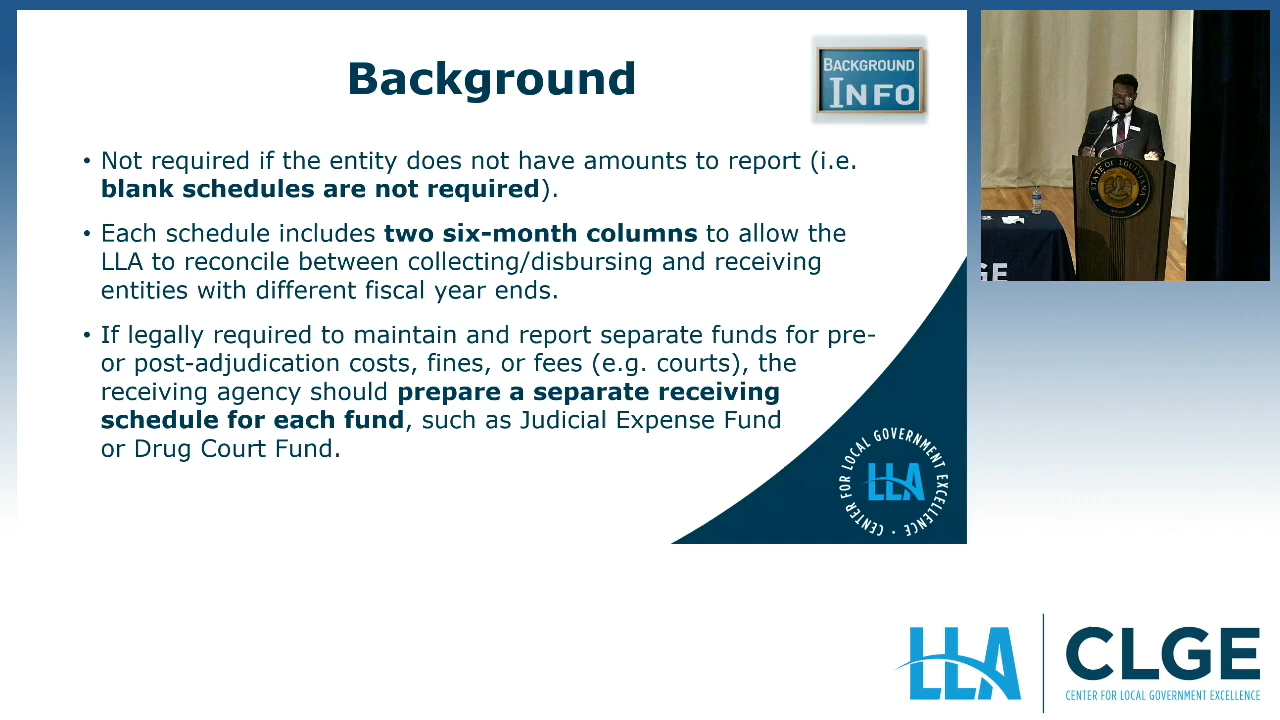 Background
BACKGROUND
INFO
• Not required if the entity does not have amounts to report (i.e.
blank schedules are not required).
• Each schedule includes two six-month columns to allow the
LLA to reconcile between collecting/disbursing and receiving
entities with different fiscal year ends.
• If legally required to maintain and report separate funds for pre-
or post-adjudication costs, fines, or fees (e.g. courts), the
receiving agency should prepare a separate receiving
schedule for each fund, such as Judicial Expense Fund
or Drug Court Fund.
CENTER FOR LOCAL GOVERNMENT EXCELLENCE •
LLA
STATE OF LOUISIANA
GE
LLA
CLGE
CENTER FOR LOCAL GOVERNMENT EXCELLENCE